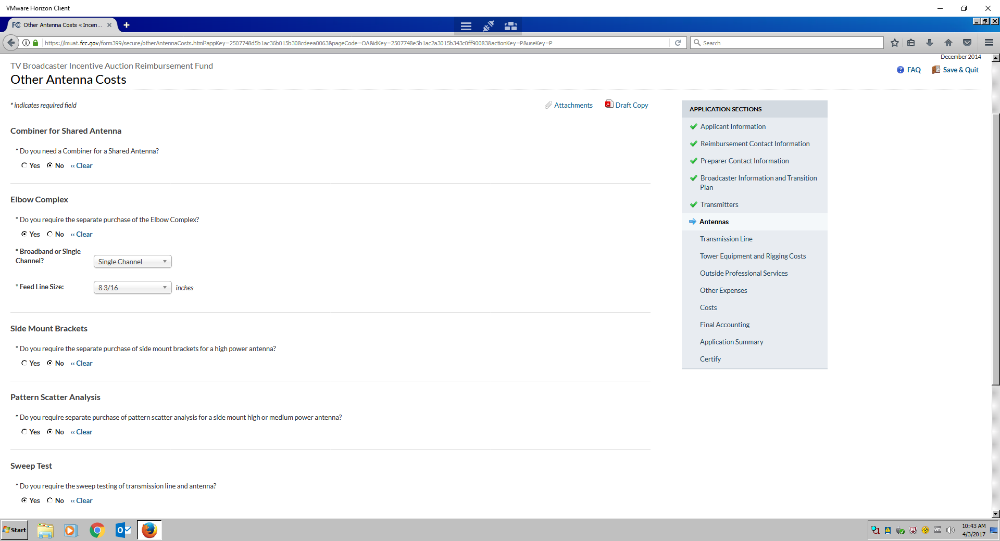 VMware Horizon Client
FC Other Antenna Costs « Incen...
https://lmuat.fcc.gov/form399/secure/otherAntennaCosts.html?appKey=2507748d5b1ac36b015b308cdeea0063&pageCode=OA&idKey=2507748e5b1ac2a3015b343c0ff90083&actionKey=P&useKey=P
Search
December 2014
TV Broadcaster Incentive Auction Reimbursement Fund
FAQ
Save & Quit
Other Antenna Costs
* indicates required field
Attachments
Draft Copy
Combiner for Shared Antenna
* Do you need a Combiner for a Shared Antenna?
Yes No ‹‹ Clear
Elbow Complex
* Do you require the separate purchase of the Elbow Complex?
Yes No ‹‹ Clear
* Broadband or Single
Channel?
Single Channel
* Feed Line Size:
8 3/16
inches
Side Mount Brackets
* Do you require the separate purchase of side mount brackets for a high power antenna?
Yes No ‹‹ Clear
Pattern Scatter Analysis
* Do you require separate purchase of pattern scatter analysis for a side mount high or medium power antenna?
Yes No ‹‹ Clear
Sweep Test
* Do you require the sweep testing of transmission line and antenna?
Yes No ‹‹ Clear
APPLICATION SECTIONS
Applicant Information
Reimbursement Contact Information
Preparer Contact Information
Broadcaster Information and Transition
Plan
Transmitters
Antennas
Transmission Line
Tower Equipment and Rigging Costs
Outside Professional Services
Other Expenses
Costs
Final Accounting
Application Summary
Certify
Start
10:43 AM
4/3/2017